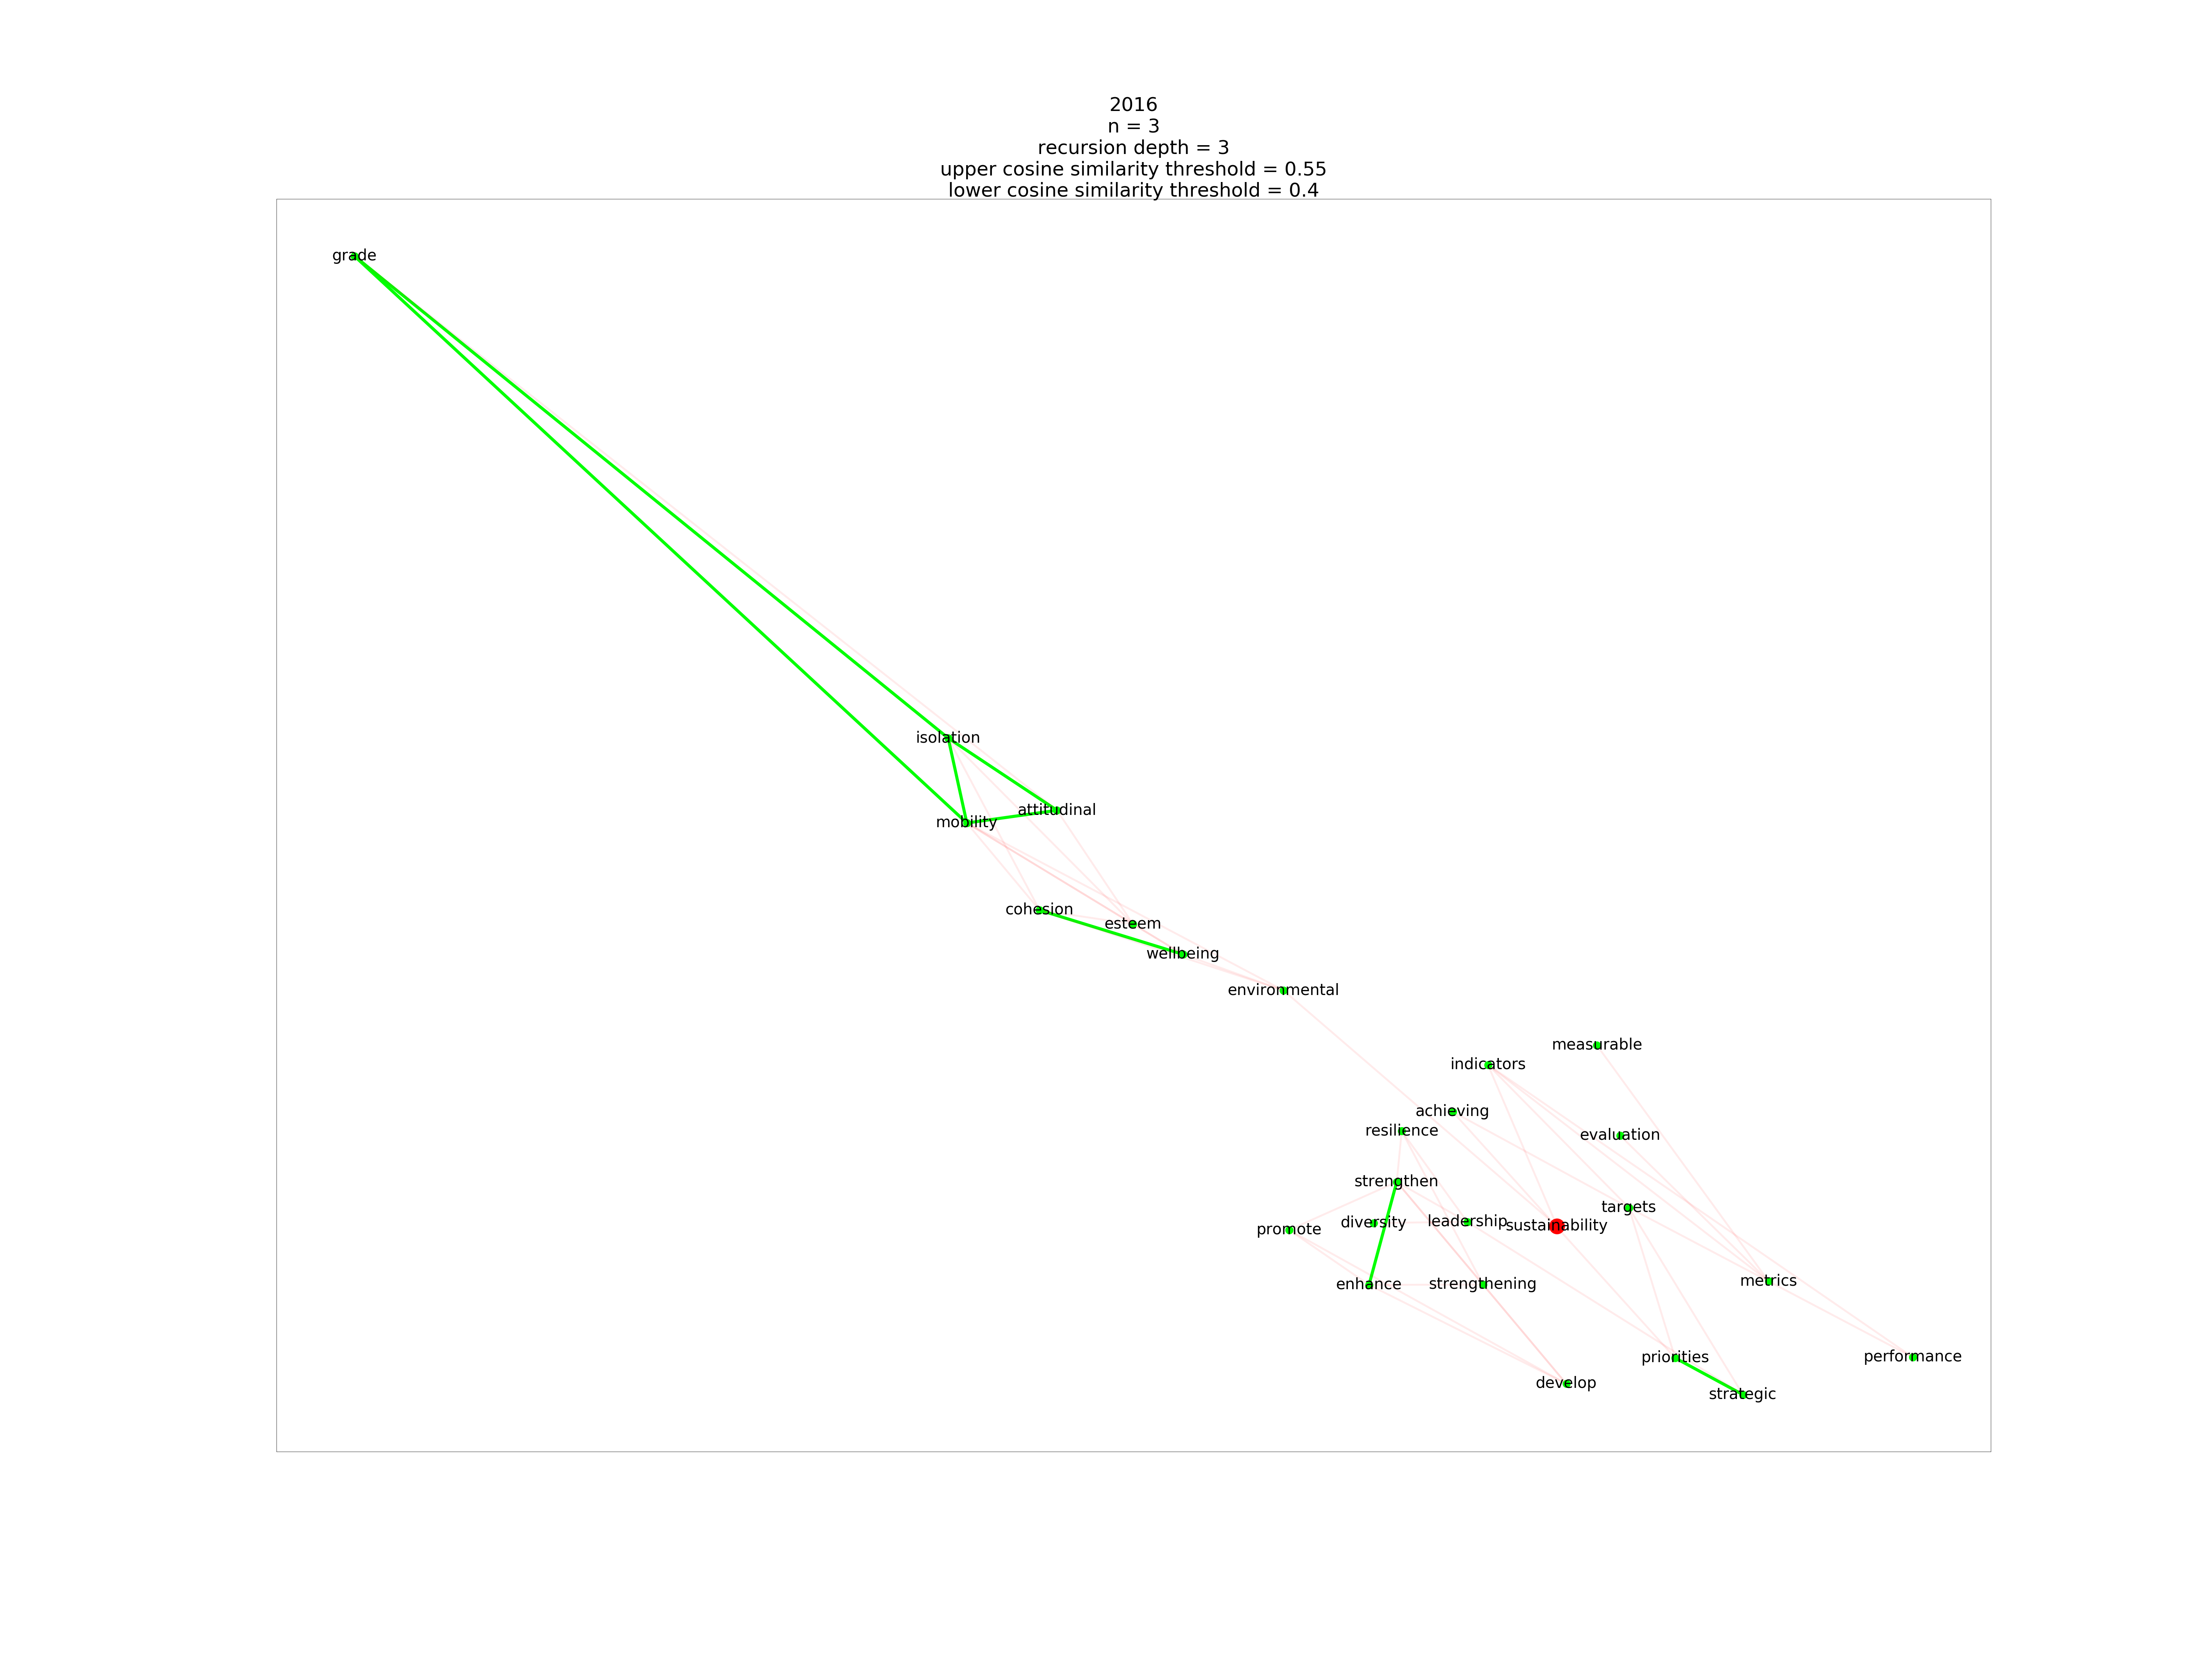 2016
n = 3
recursion depth = 3
upper cosine similarity threshold = 0.55
lower cosine similarity threshold = 0.4
grade
isolation
attitudinal
mobility
cohesion
esteem
wellbeing
environmental
measurable
indicators
achieving
resilience
evaluation
strengthen
targets
promote
diversity
leadership
sustainability
enhance
strengthening
metrics
priorities
performance
develop
strategic